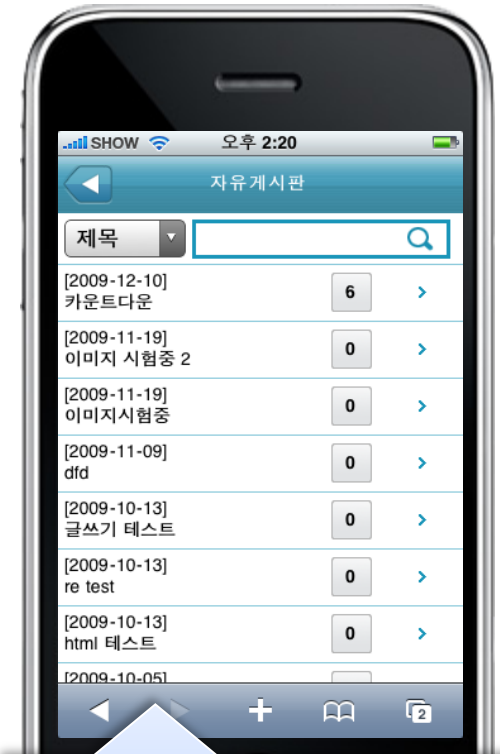 SHOW 오후 2:20
자유게시판
제목
[2009-12-10]
카운트다운
6
[2009-11-19]
이미지 시험중 2
0
[2009-11-19]
이미지시험중
0
[2009-11-09]
dfd
0
[2009-10-13]
글쓰기 테스트
0
[2009-10-13]
re test
0
[2009-10-13]
html 테스트
0
[2009-10-05]
2